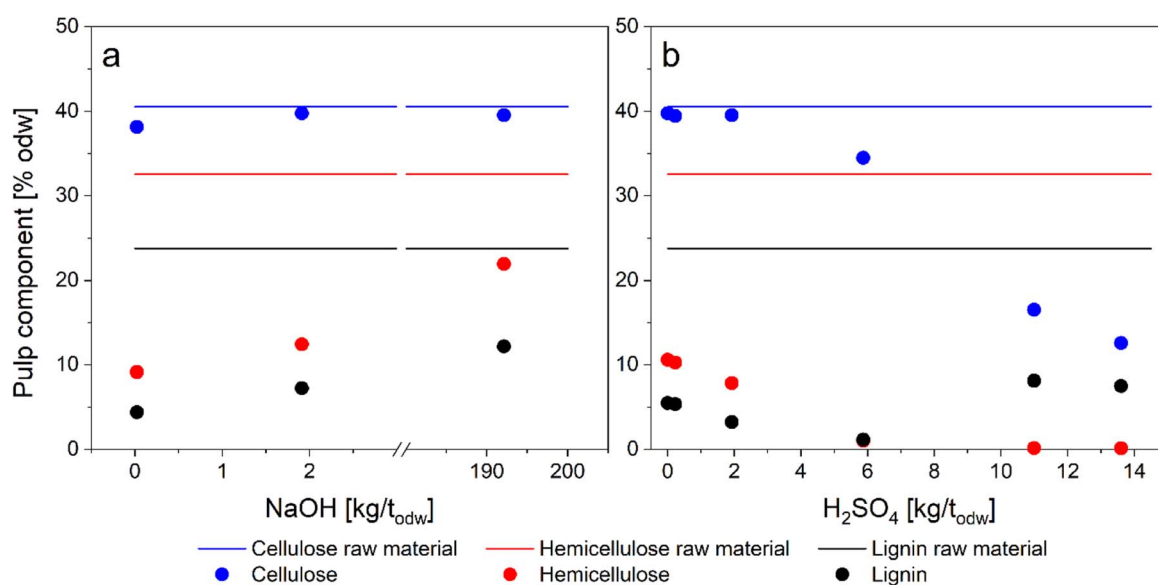 a
b
Pulp component [% odw]
50
40
30
20
10
0
50
40
30
20
10
0
0 1 2 190 200
0 2 4 6 8 10 12 14
NaOH [kg/t_odw]
H₂SO₄ [kg/t_odw]
Cellulose raw material Hemicellulose raw material Lignin raw material
Cellulose Hemicellulose Lignin